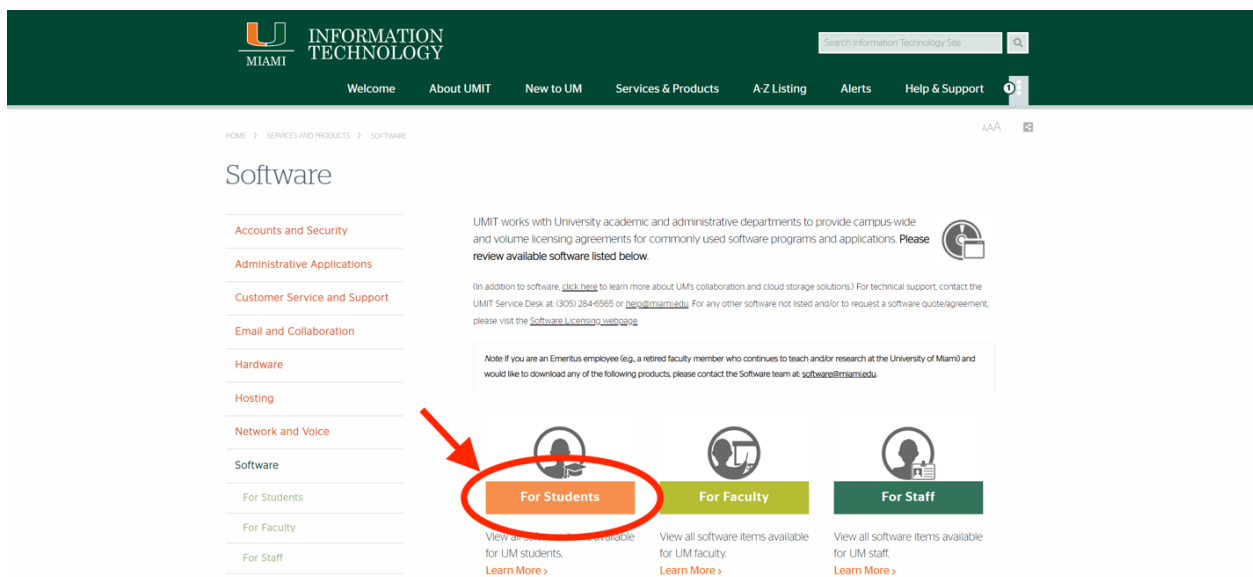 INFORMATION
TECHNOLOGY
MIAMI
Search Information Technology Site
Welcome About UMIT New to UM Services & Products A-Z Listing Alerts Help & Support 1
HOME > SERVICES AND PRODUCTS > SOFTWARE
AAA
Software
Accounts and Security
Administrative Applications
Customer Service and Support
Email and Collaboration
Hardware
Hosting
Network and Voice
Software
For Students
For Faculty
For Staff
UMIT works with University academic and administrative departments to provide campus-wide
and volume licensing agreements for commonly used software programs and applications. Please
review available software listed below.
(In addition to software, click here to learn more about UM's collaboration and cloud storage solutions.) For technical support, contact the
UMIT Service Desk at: (305) 284-6565 or help@miami.edu. For any other software not listed and/or to request a software quote/agreement,
please visit the Software Licensing webpage.
Note: If you are an Emeritus employee (e.g., a retired faculty member who continues to teach and/or research at the University of Miami) and
would like to download any of the following products, please contact the Software team at: software@miami.edu.
For Students
View all software items available
for UM students.
Learn More >
For Faculty
View all software items available
for UM faculty.
Learn More >
For Staff
View all software items available
for UM staff.
Learn More >